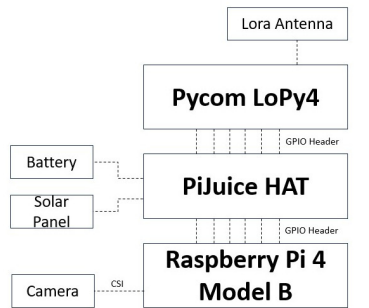 Lora Antenna
Pycom LoPy4
GPIO Header
Battery
PiJuice HAT
Solar
Panel
GPIO Header
Raspberry Pi 4
Model B
Camera
CSI